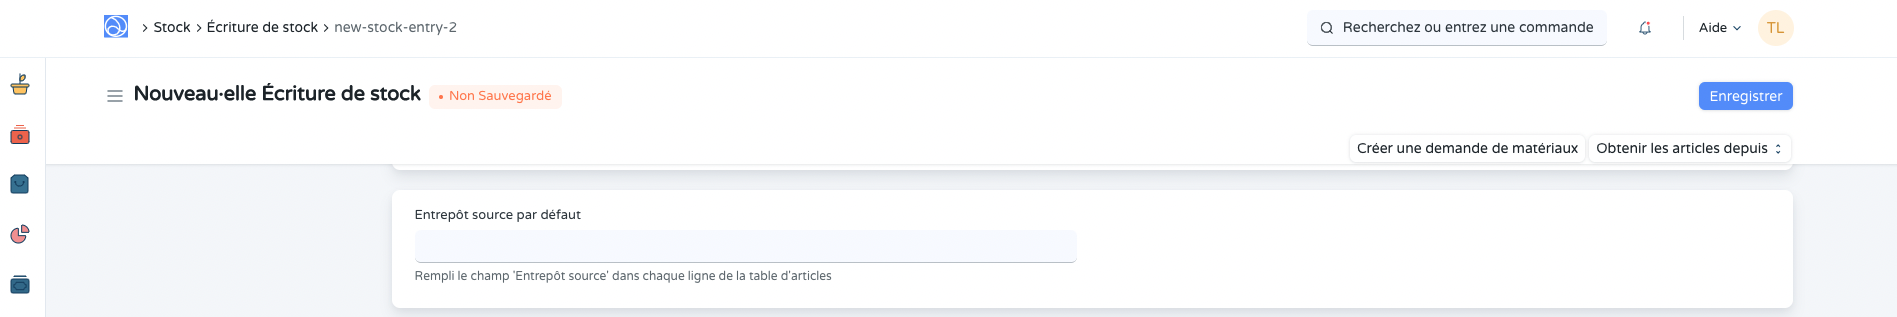 Stock > Écriture de stock > new-stock-entry-2
Recherchez ou entrez une commande
Aide
TL
Nouveau·elle Écriture de stock
Non Sauvegardé
Enregistrer
Créer une demande de matériaux
Obtenir les articles depuis
Entrepôt source par défaut
Rempli le champ 'Entrepôt source' dans chaque ligne de la table d'articles